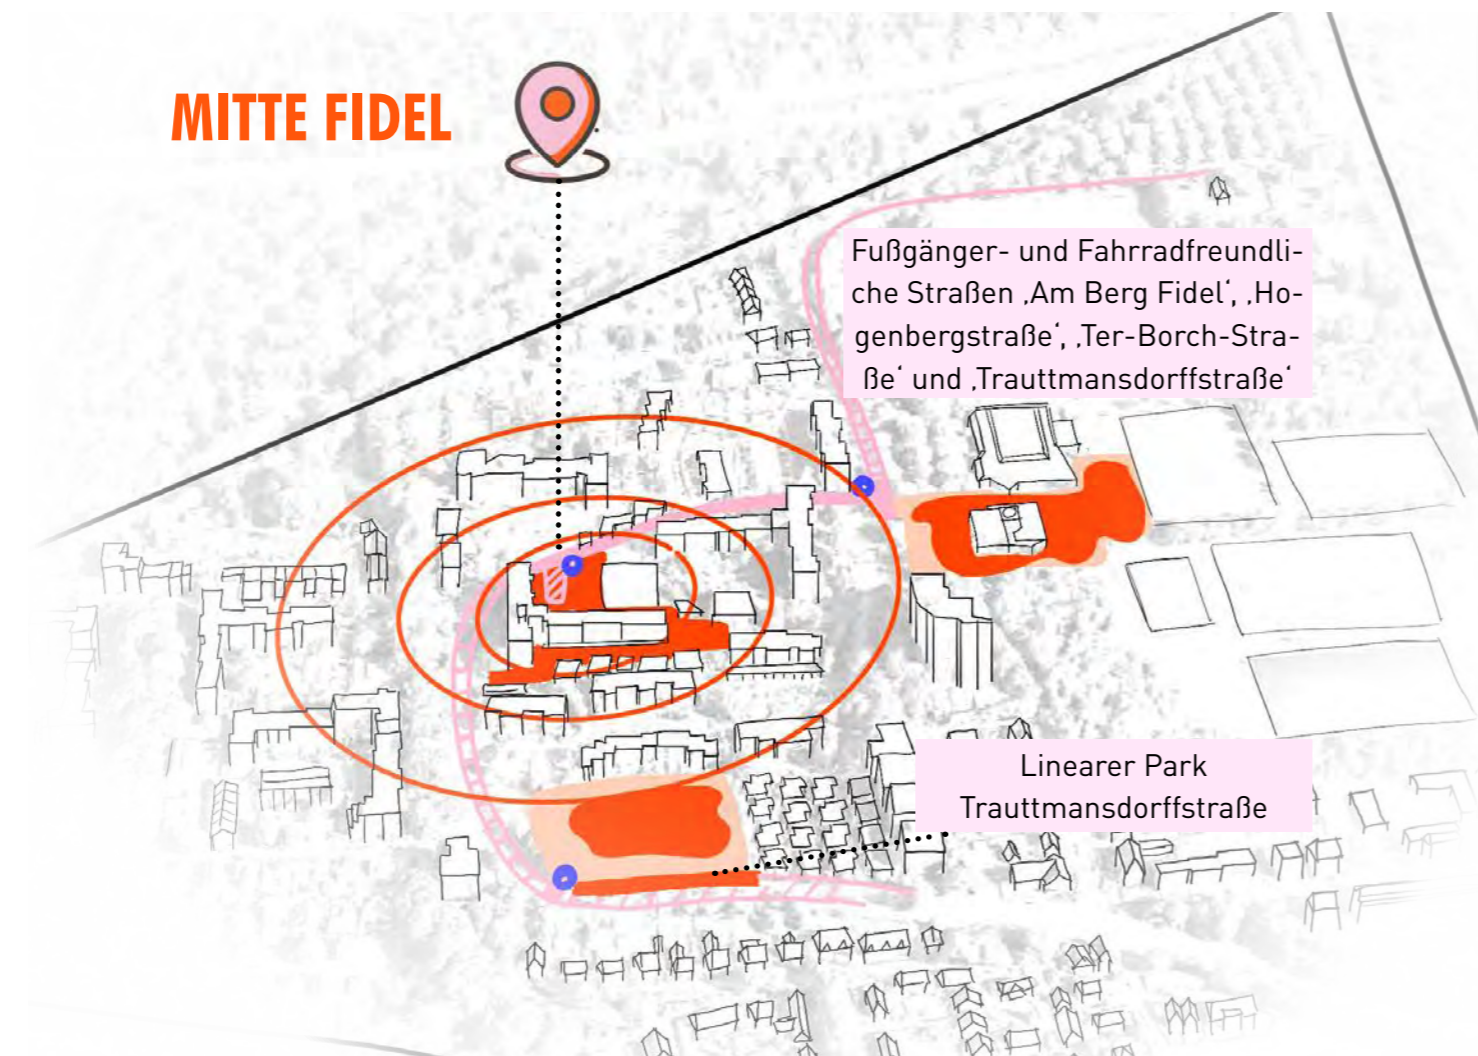 MITTE FIDEL
Fußgänger- und Fahrradfreundli-
che Straßen ‚Am Berg Fidel‘, ‚Ho-
genbergstraße‘, ‚Ter-Borch-Stra-
ße‘ und ‚Trauttmansdorffstraße‘
Linearer Park
Trauttmansdorffstraße